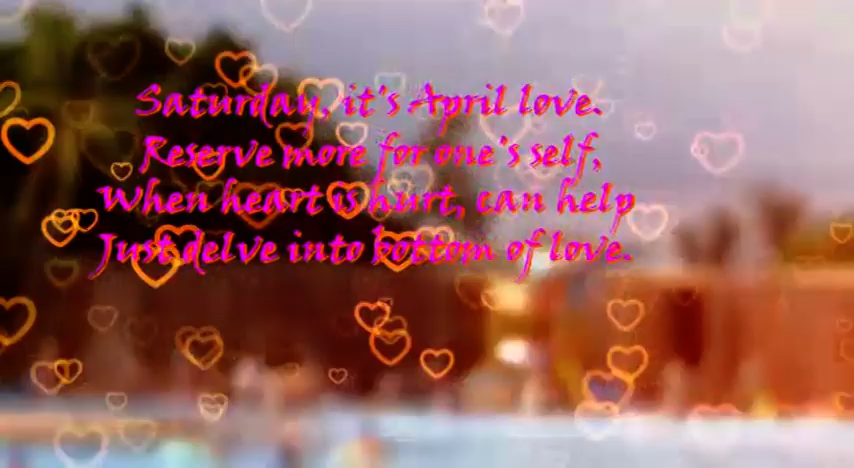 Saturday, it's April love.
Reserve more for one's self,
When heart is hurt, can help
Just delve into bottom of love.